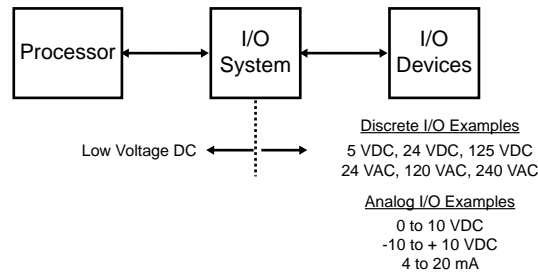 Processor
I/O
System
I/O
Devices
Low Voltage DC
Discrete I/O Examples
5 VDC, 24 VDC, 125 VDC
24 VAC, 120 VAC, 240 VAC
Analog I/O Examples
0 to 10 VDC
-10 to + 10 VDC
4 to 20 mA